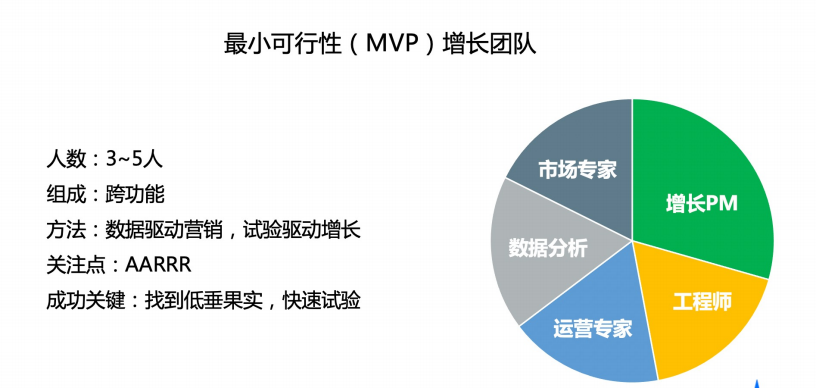 最小可行性（MVP）增长团队
人数：3~5人
组成：跨功能
方法：数据驱动营销，试验驱动增长
关注点：AARRR
成功关键：找到低垂果实，快速试验
市场专家
增长PM
数据分析
工程师
运营专家